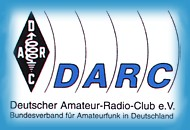 D
A R
C
DARC
Deutscher Amateur-Radio-Club e.V.
Bundesverband für Amateurfunk in Deutschland